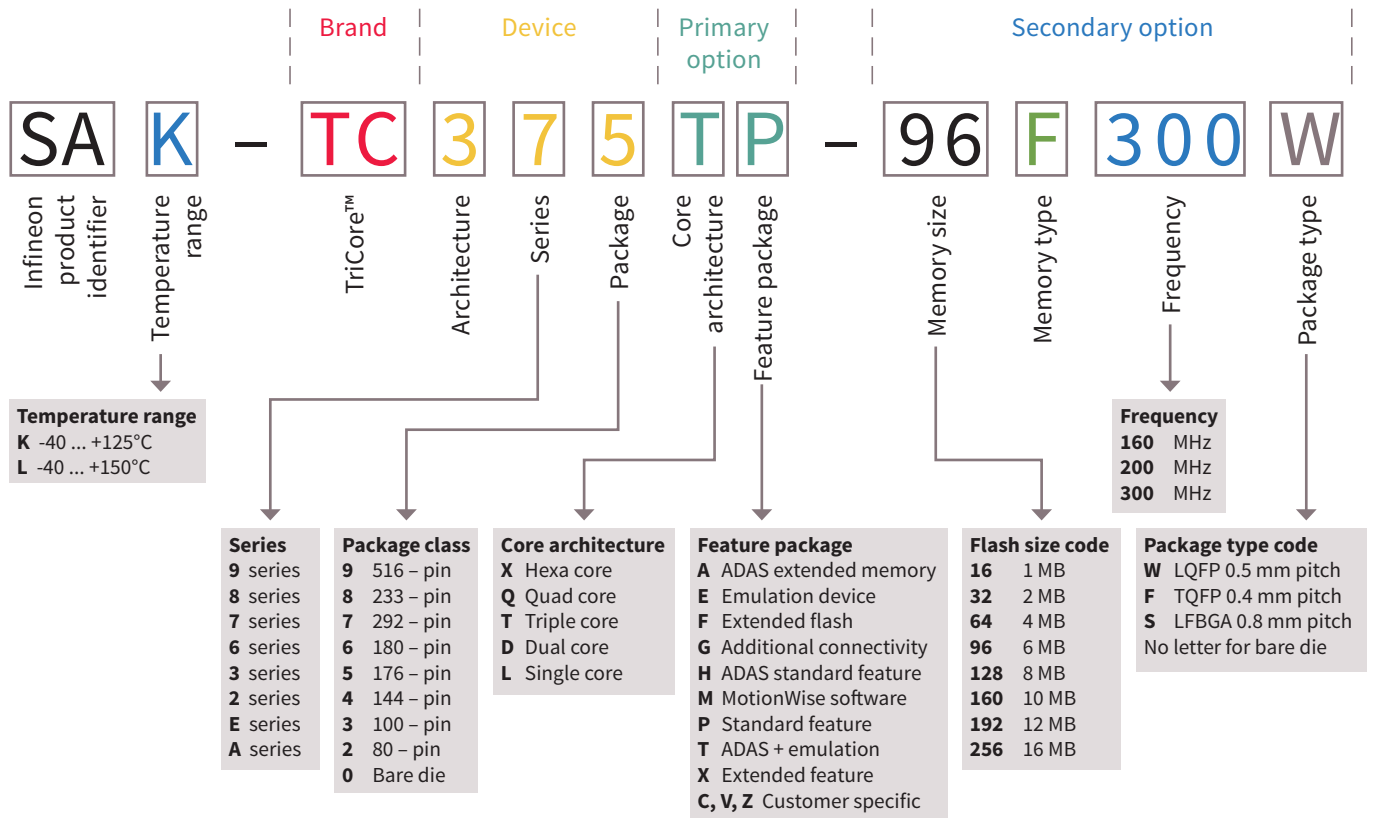 Brand
Device
Primary
option
Secondary option
SA K – TC 3 7 5 T P – 96 F 300 W
Infineon
product
identifier
Temperature
range
TriCore™
Architecture
Series
Package
Core
architecture
Feature package
Memory size
Memory type
Frequency
Package type
Temperature range
K -40 ... +125°C
L -40 ... +150°C
Frequency
160 MHz
200 MHz
300 MHz
Series
9 series
8 series
7 series
6 series
3 series
2 series
E series
A series
Package class
9 516 – pin
8 233 – pin
7 292 – pin
6 180 – pin
5 176 – pin
4 144 – pin
3 100 – pin
2 80 – pin
0 Bare die
Core architecture
X Hexa core
Q Quad core
T Triple core
D Dual core
L Single core
Feature package
A ADAS extended memory
E Emulation device
F Extended flash
G Additional connectivity
H ADAS standard feature
M MotionWise software
P Standard feature
T ADAS + emulation
X Extended feature
C, V, Z Customer specific
Flash size code
16 1 MB
32 2 MB
64 4 MB
96 6 MB
128 8 MB
160 10 MB
192 12 MB
256 16 MB
Package type code
W LQFP 0.5 mm pitch
F TQFP 0.4 mm pitch
S LFBGA 0.8 mm pitch
No letter for bare die